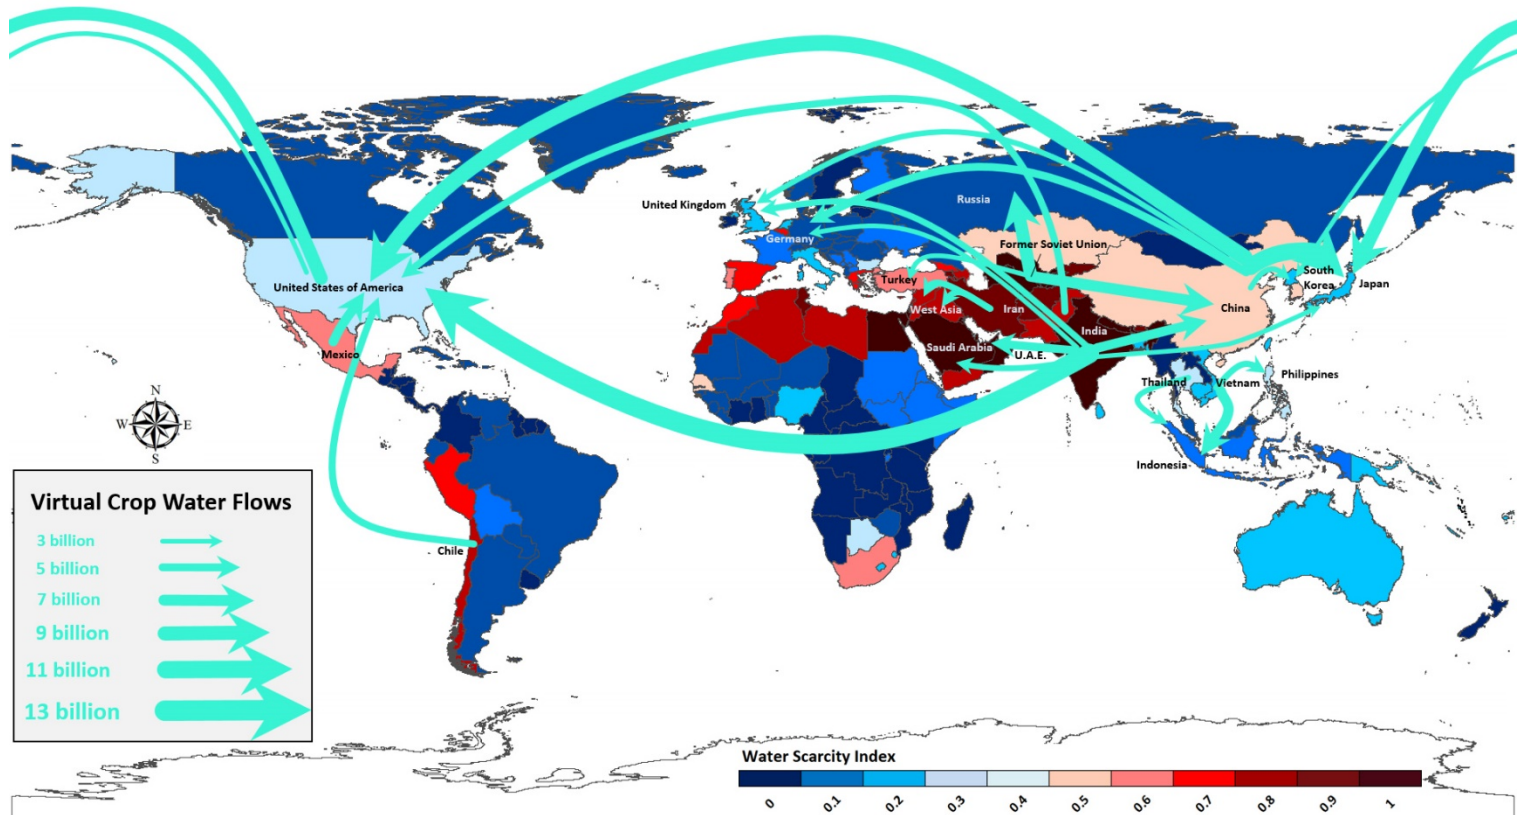 United Kingdom
Russia
Germany
Former Soviet Union
United States of America
Turkey
South
Korea
Japan
China
West Asia
Iran
India
Saudi Arabia
U.A.E.
Mexico
Thailand
Vietnam
Philippines
Indonesia
Chile
N
W
E
S
Virtual Crop Water Flows
3 billion
5 billion
7 billion
9 billion
11 billion
13 billion
Water Scarcity Index
0 0.1 0.2 0.3 0.4 0.5 0.6 0.7 0.8 0.9 1